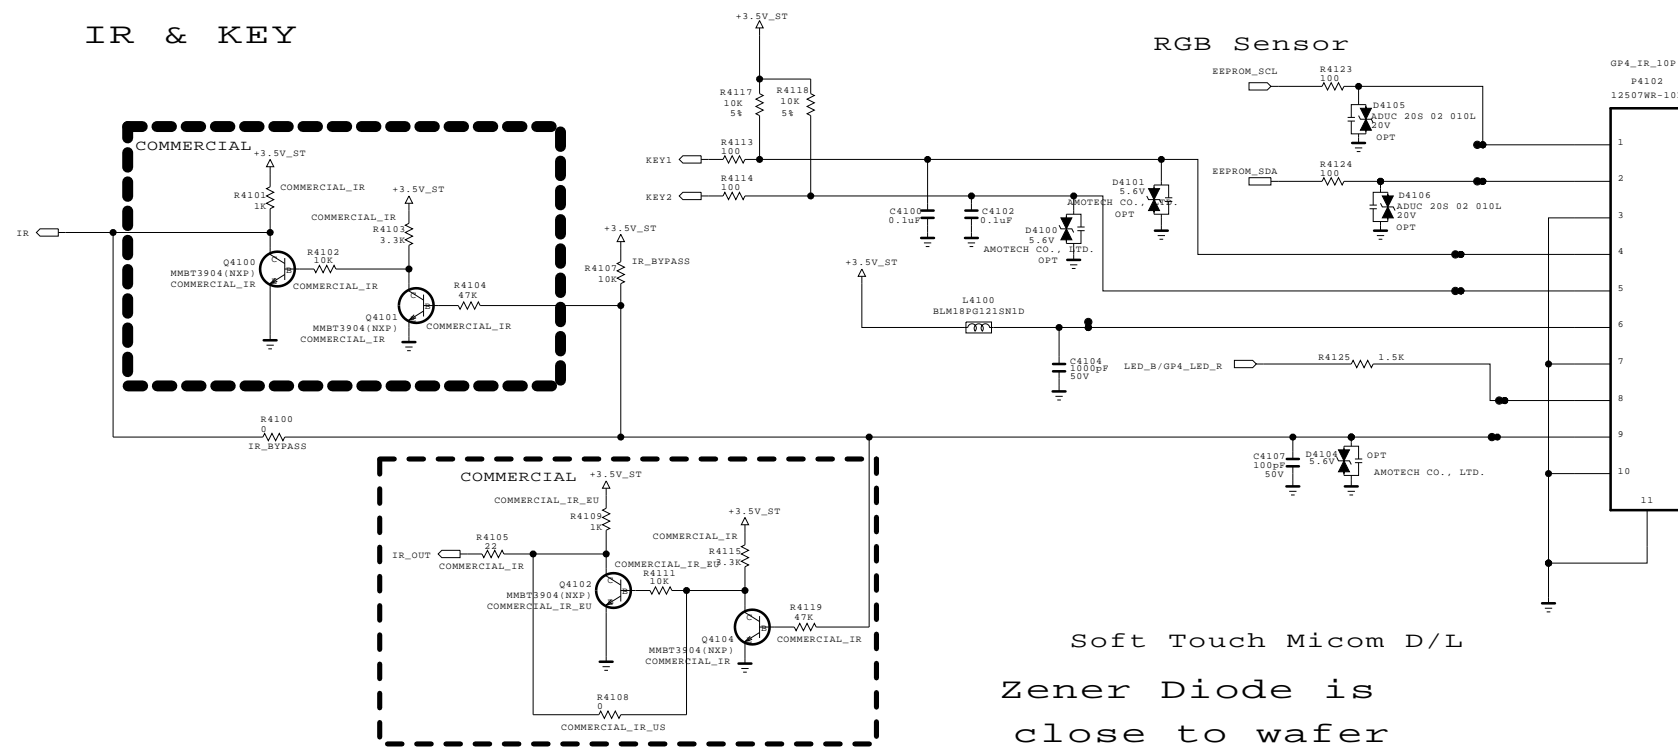 IR & KEY
+3.5V_ST
R4117
10K
5%
R4118
10K
5%
R4113
100
KEY1
R4114
100
KEY2
C4100
0.1uF
C4102
0.1uF
D4101
5.6V
AMOTECH CO., LTD.
OPT
D4100
5.6V
AMOTECH CO., LTD.
OPT
RGB Sensor
EEPROM_SCL
R4123
100
D4105
ADUC 20S 02 010L
20V
OPT
EEPROM_SDA
R4124
100
D4106
ADUC 20S 02 010L
20V
OPT
GP4_IR_10P
P4102
1
2
3
4
5
6
7
8
9
10
11
COMMERCIAL
+3.5V_ST
R4101
1K
COMMERCIAL_IR
+3.5V_ST
COMMERCIAL_IR
R4103
3.3K
IR
Q4100
MMBT3904(NXP)
COMMERCIAL_IR
C
B
E
R4102
10K
COMMERCIAL_IR
Q4101
MMBT3904(NXP)
COMMERCIAL_IR
C
B
E
R4104
47K
COMMERCIAL_IR
+3.5V_ST
R4107
10K
IR_BYPASS
+3.5V_ST
L4100
BLM18PG121SN1D
C4104
1000pF
50V
LED_B/GP4_LED_R
R4125
1.5K
R4100
0
IR_BYPASS
C4107
100pF
50V
D4104
5.6V
OPT
AMOTECH CO., LTD.
COMMERCIAL
+3.5V_ST
COMMERCIAL_IR_EU
R4109
1K
+3.5V_ST
COMMERCIAL_IR
R4115
3.3K
IR_OUT
R4105
22
COMMERCIAL_IR
COMMERCIAL_IR_EU
R4111
10K
Q4102
MMBT3904(NXP)
COMMERCIAL_IR_EU
C
B
E
Q4104
MMBT3904(NXP)
COMMERCIAL_IR
C
B
E
R4119
47K
COMMERCIAL_IR
R4108
0
COMMERCIAL_IR_US
Soft Touch Micom D/L
Zener Diode is
close to wafer